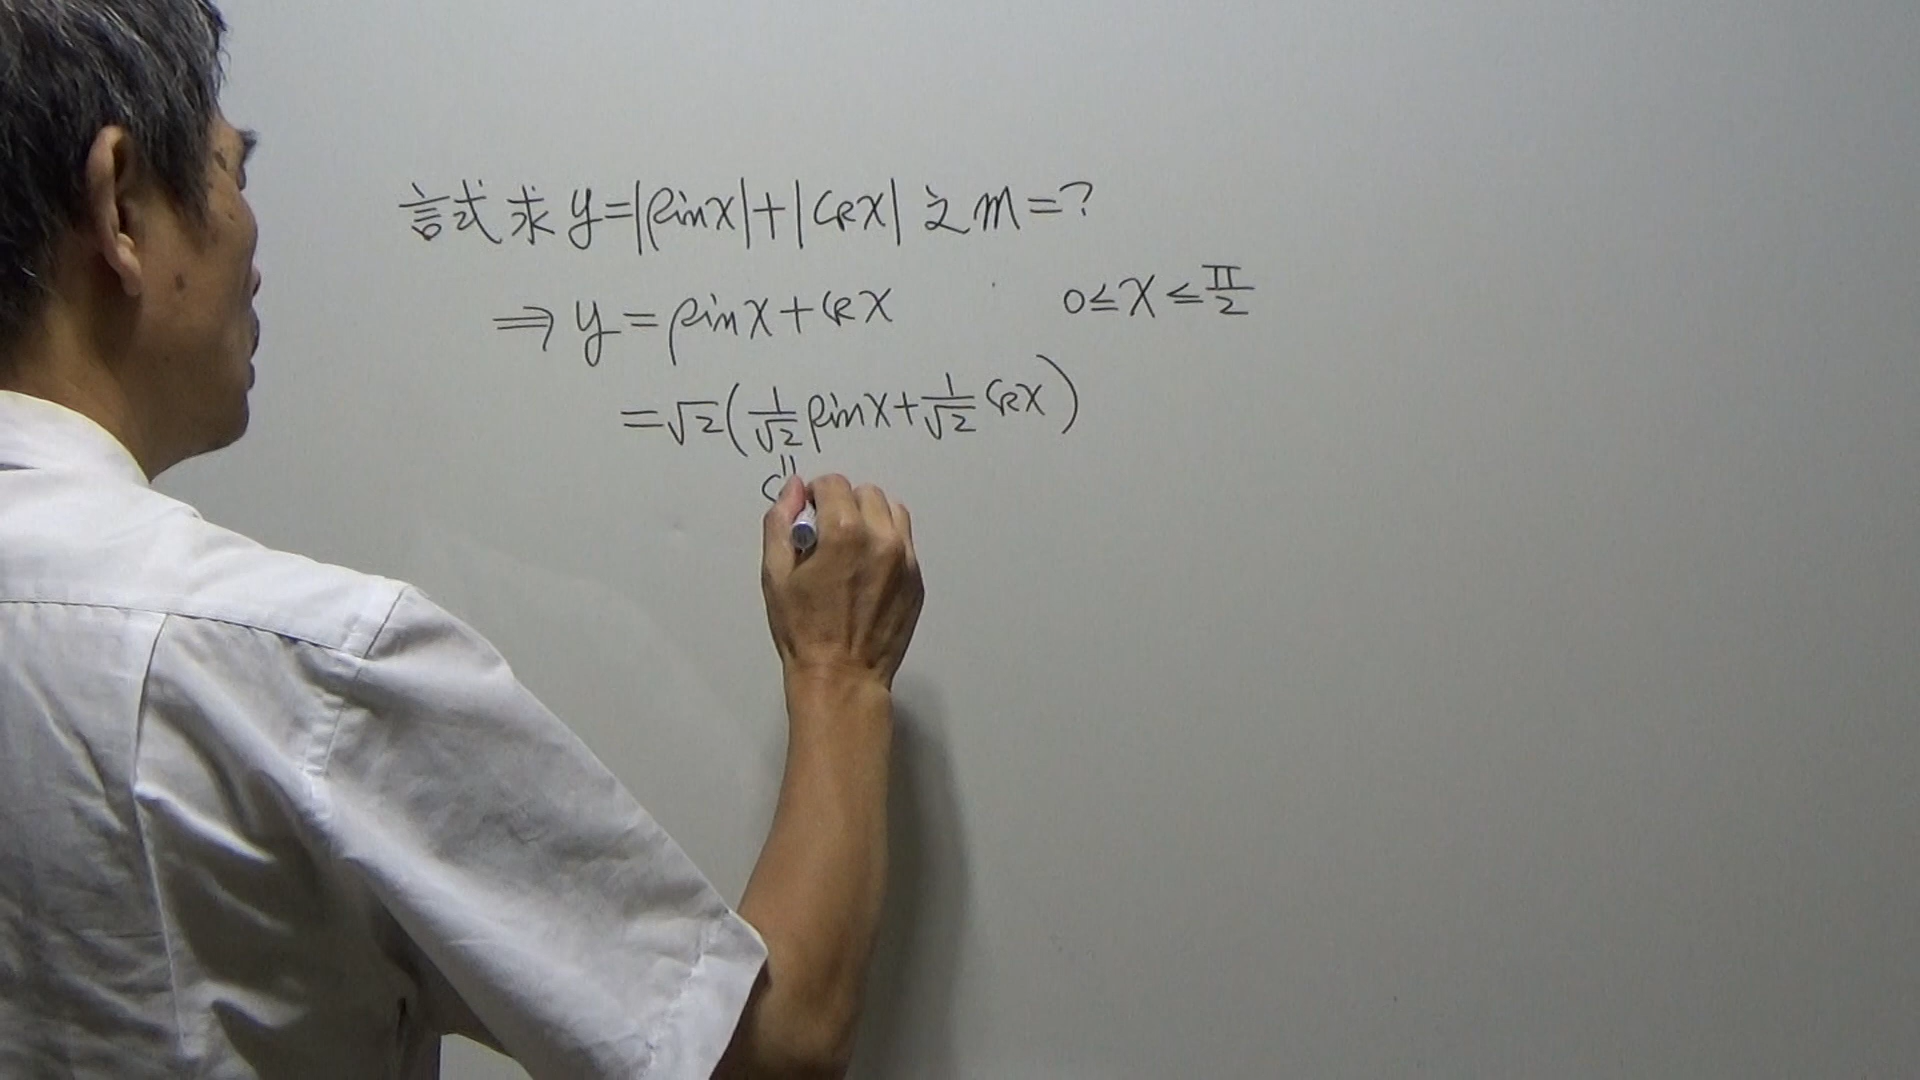 試求 y=|sinx|+|cosx| 之 m=?
⇒ y=sinx+cosx 0≤x≤π/2
=√2(1/√2 sinx+1/√2 cosx)